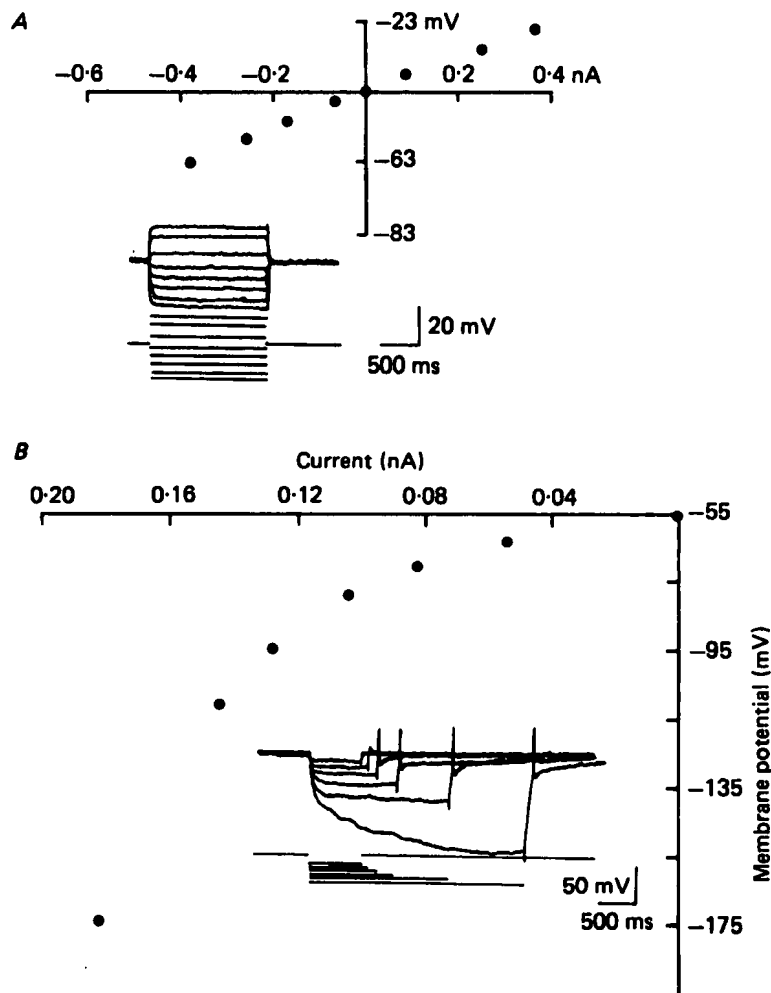 A
−23 mV
−0·6 −0·4 −0·2 0·2 0·4 nA
−63
−83
20 mV
500 ms
B
Current (nA)
0·20 0·16 0·12 0·08 0·04
−55
−95
−135
−175
Membrane potential (mV)
50 mV
500 ms